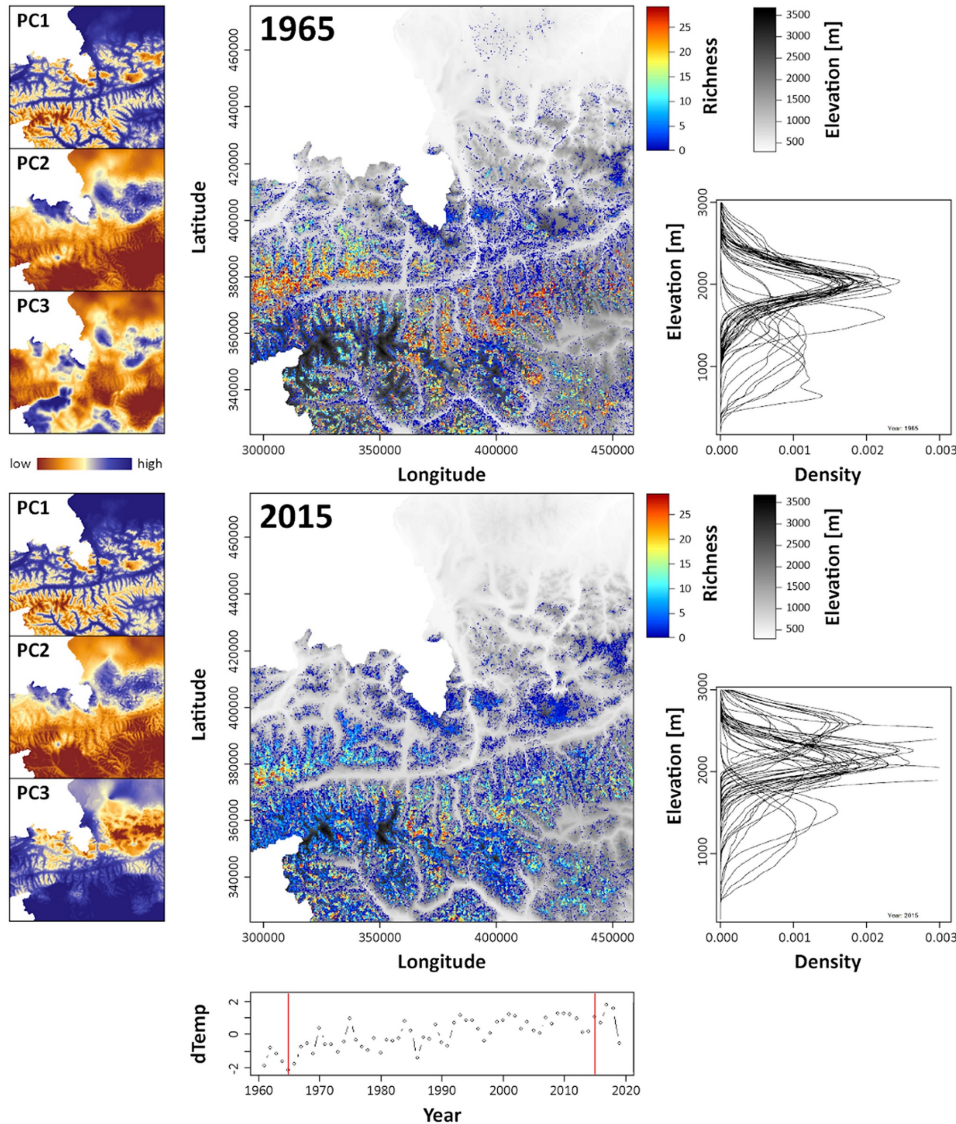 PC1
PC2
PC3
low high
1965
Latitude
460000
440000
420000
400000
380000
360000
340000
300000 350000 400000 450000
Longitude
25
20
15
10
5
0
Richness
3500
3000
2500
2000
1500
1000
500
Elevation [m]
3000
2000
1000
Elevation [m]
Year: 1965
0.000 0.001 0.002 0.003
Density
PC1
PC2
PC3
2015
Latitude
460000
440000
420000
400000
380000
360000
340000
300000 350000 400000 450000
Longitude
25
20
15
10
5
0
Richness
3500
3000
2500
2000
1500
1000
500
Elevation [m]
3000
2000
1000
Elevation [m]
Year: 2015
0.000 0.001 0.002 0.003
Density
dTemp
2
0
-2
1960 1970 1980 1990 2000 2010 2020
Year